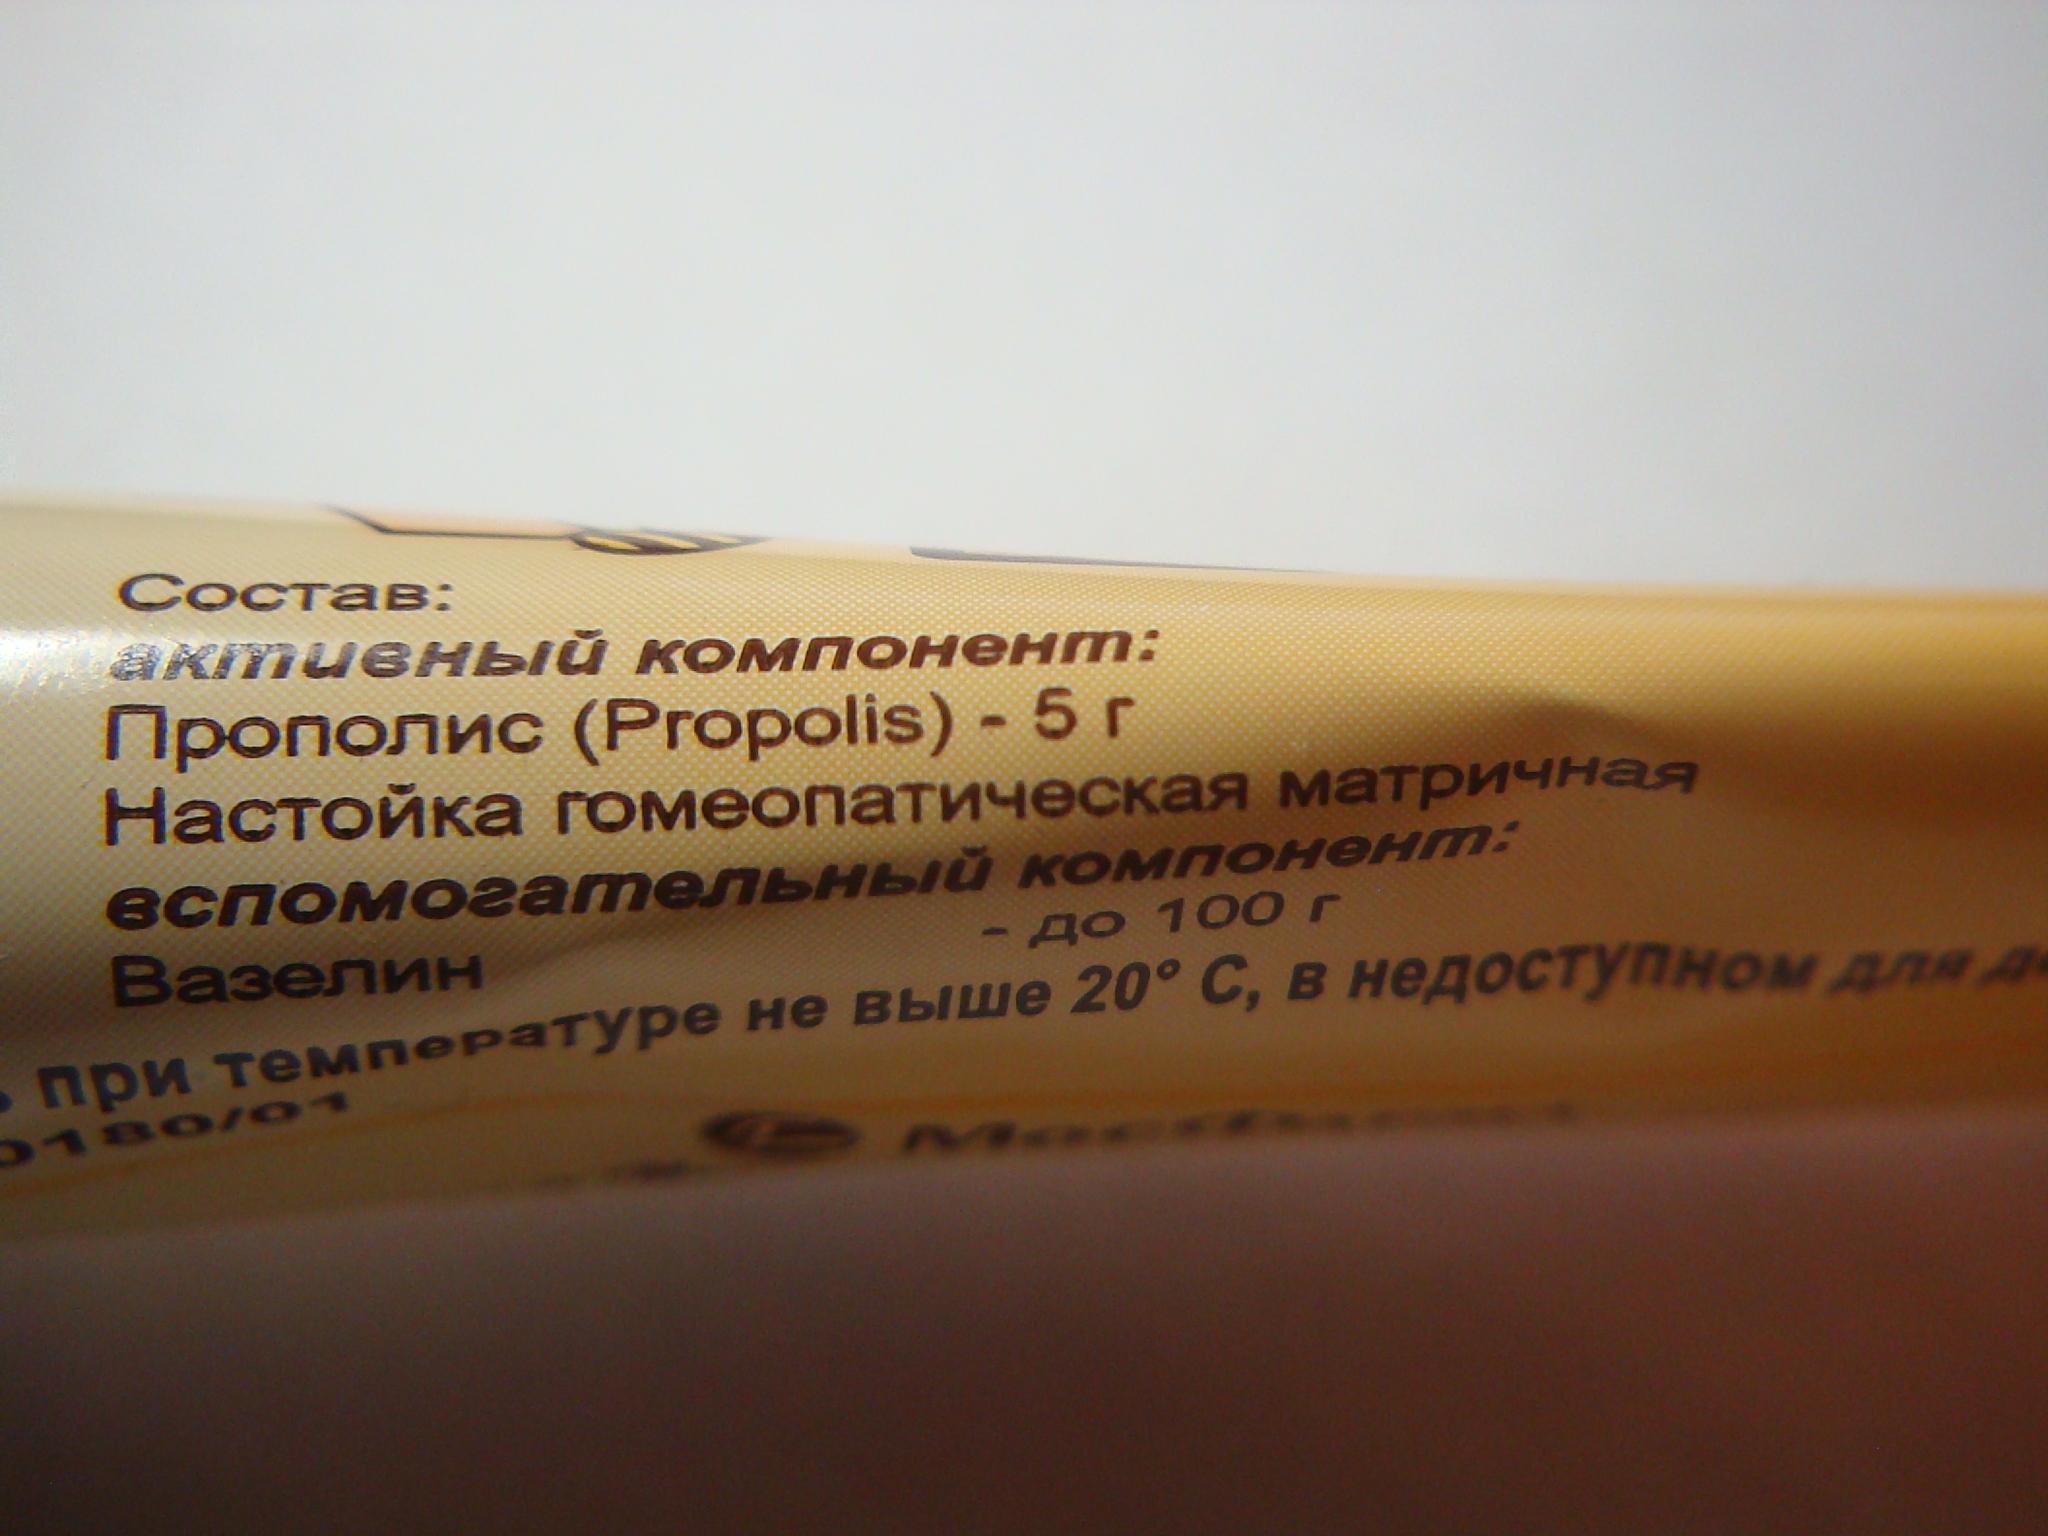 Состав:
активный компонент:
Прополис (Propolis) - 5 г
Настойка гомеопатическая матричная
вспомогательный компонент:
Вазелин - до 100 г
при температуре не выше 20° С, в недоступном для
0180/01